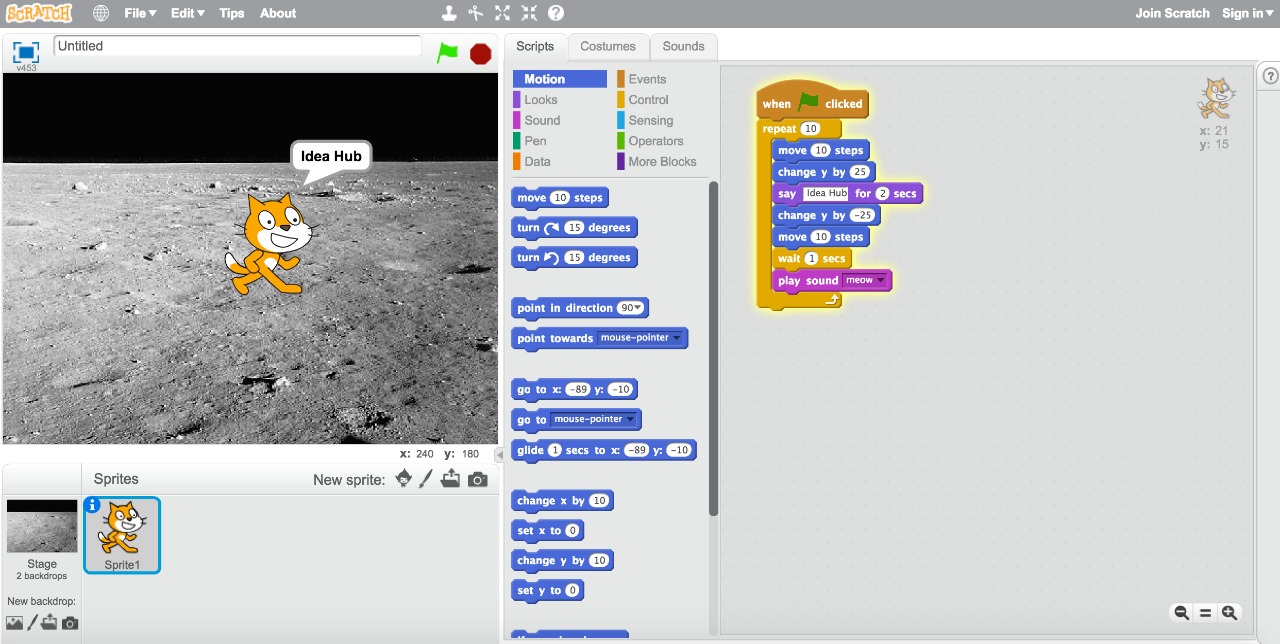 SCRATCH File Edit Tips About Join Scratch Sign in
Untitled
v453
Idea Hub
x: 240 y: 180
Sprites New sprite:
Stage
2 backdrops
Sprite1
New backdrop:
Scripts Costumes Sounds
Motion Events
Looks Control
Sound Sensing
Pen Operators
Data More Blocks
move 10 steps
turn 15 degrees
turn 15 degrees
point in direction 90
point towards mouse-pointer
go to x: -89 y: -10
go to mouse-pointer
glide 1 secs to x: -89 y: -10
change x by 10
set x to 0
change y by 10
set y to 0
when clicked
repeat 10
move 10 steps
change y by 25
say Idea Hub for 2 secs
change y by -25
move 10 steps
wait 1 secs
play sound meow
x: 21
y: 15